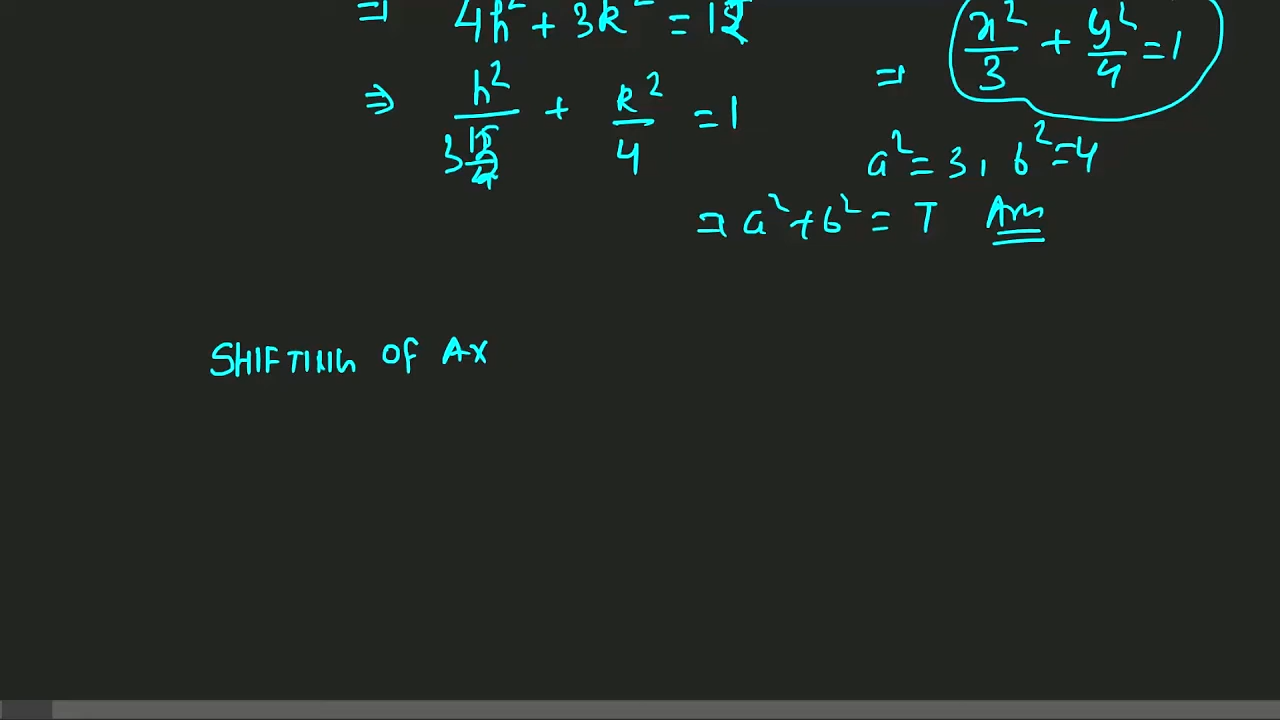 ⇒ 4h² + 3k² = 12
⇒ h²/3 + k²/4 = 1
⇒ x²/3 + y²/4 = 1
a² = 3, b² = 4
⇒ a² + b² = 7 Ans
SHIFTING OF AX